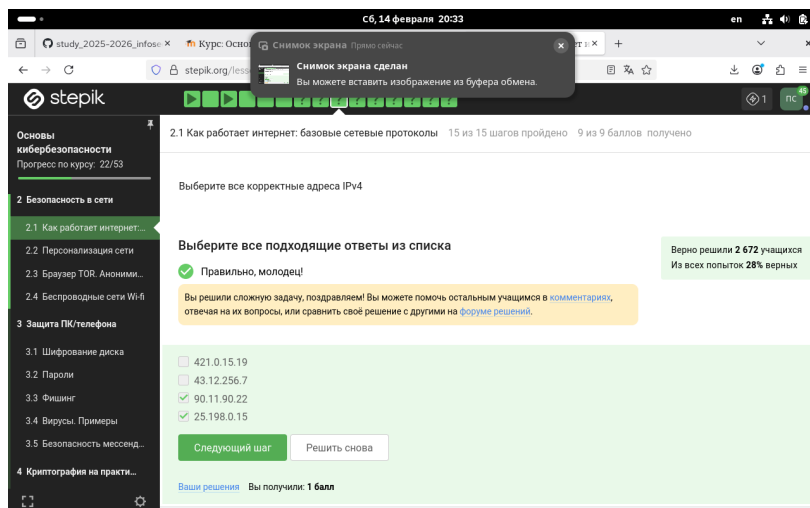 Сб, 14 февраля 20:33
en
study_2025-2026_infose
Курс: Осно
Снимок экрана Прямо сейчас
Снимок экрана сделан
Вы можете вставить изображение из буфера обмена.
stepik.org/less
stepik
1
ПС
45
Основы кибербезопасности
Прогресс по курсу: 22/53
2.1 Как работает интернет: базовые сетевые протоколы 15 из 15 шагов пройдено 9 из 9 баллов получено
2 Безопасность в сети
2.1 Как работает интернет:...
2.2 Персонализация сети
2.3 Браузер TOR. Аноними...
2.4 Беспроводные сети Wi-fi
3 Защита ПК/телефона
3.1 Шифрование диска
3.2 Пароли
3.3 Фишинг
3.4 Вирусы. Примеры
3.5 Безопасность мессенд...
4 Криптография на практи...
Выберите все корректные адреса IPv4
Выберите все подходящие ответы из списка
Правильно, молодец!
Верно решили 2 672 учащихся
Из всех попыток 28% верных
Вы решили сложную задачу, поздравляем! Вы можете помочь остальным учащимся в комментариях,
отвечая на их вопросы, или сравнить своё решение с другими на форуме решений.
421.0.15.19
43.12.256.7
90.11.90.22
25.198.0.15
Следующий шаг
Решить снова
Ваши решения Вы получили: 1 балл